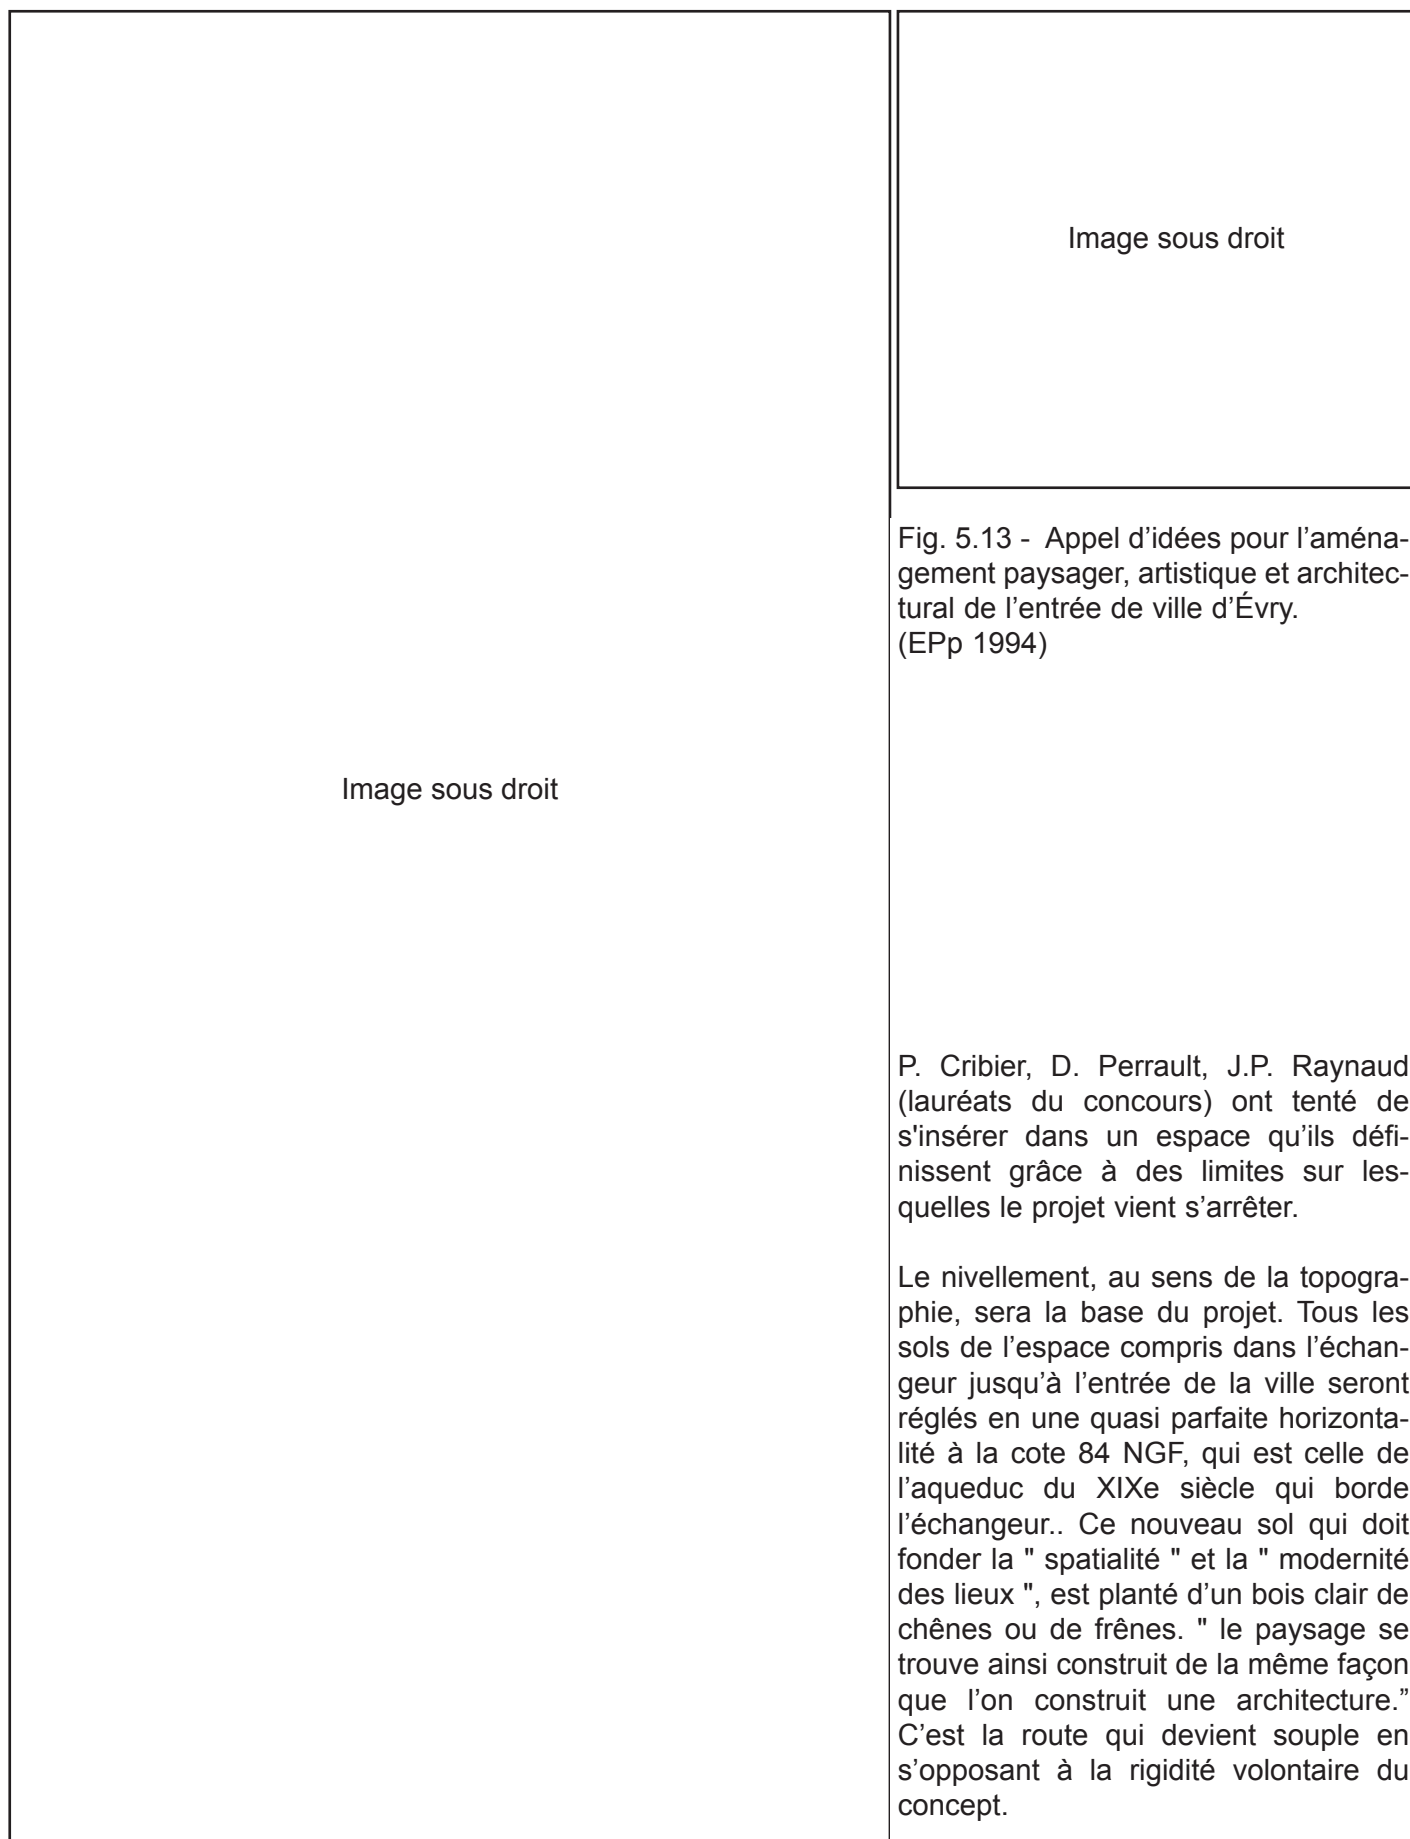 Image sous droit
Image sous droit
Fig. 5.13 -  Appel d’idées pour l’aména-
gement paysager, artistique et architec-
tural de l’entrée de ville d’Évry.
(EPp 1994)
P. Cribier, D. Perrault, J.P. Raynaud
(lauréats du concours) ont tenté de
s'insérer dans un espace qu’ils défi-
nissent grâce à des limites sur les-
quelles le projet vient s’arrêter.
Le nivellement, au sens de la topogra-
phie, sera la base du projet. Tous les
sols de l’espace compris dans l’échan-
geur jusqu’à l’entrée de la ville seront
réglés en une quasi parfaite horizonta-
lité à la cote 84 NGF, qui est celle de
l’aqueduc du XIXe siècle qui borde
l’échangeur.. Ce nouveau sol qui doit
fonder la " spatialité " et la " modernité
des lieux ", est planté d’un bois clair de
chênes ou de frênes. " le paysage se
trouve ainsi construit de la même façon
que l’on construit une architecture.”
C’est la route qui devient souple en
s’opposant à la rigidité volontaire du
concept.